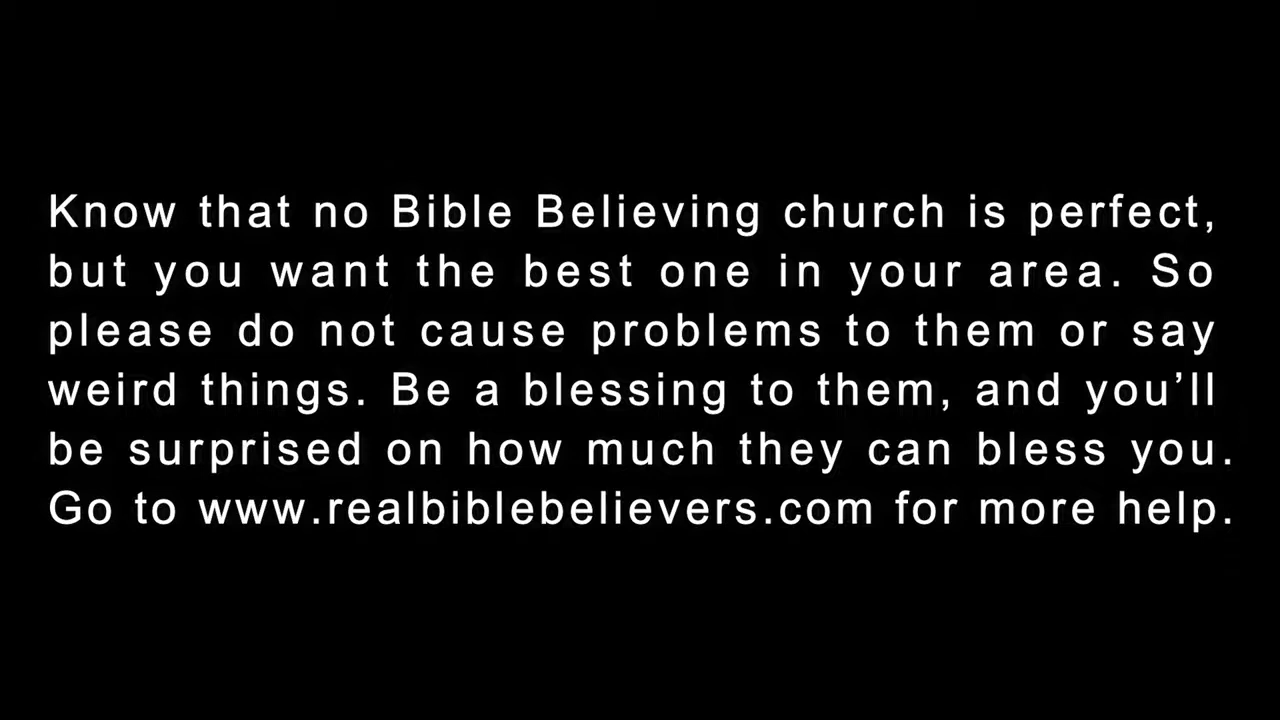 Know that no Bible Believing church is perfect,
but you want the best one in your area. So
please do not cause problems to them or say
weird things. Be a blessing to them, and you’ll
be surprised on how much they can bless you.
Go to www.realbiblebelievers.com for more help.